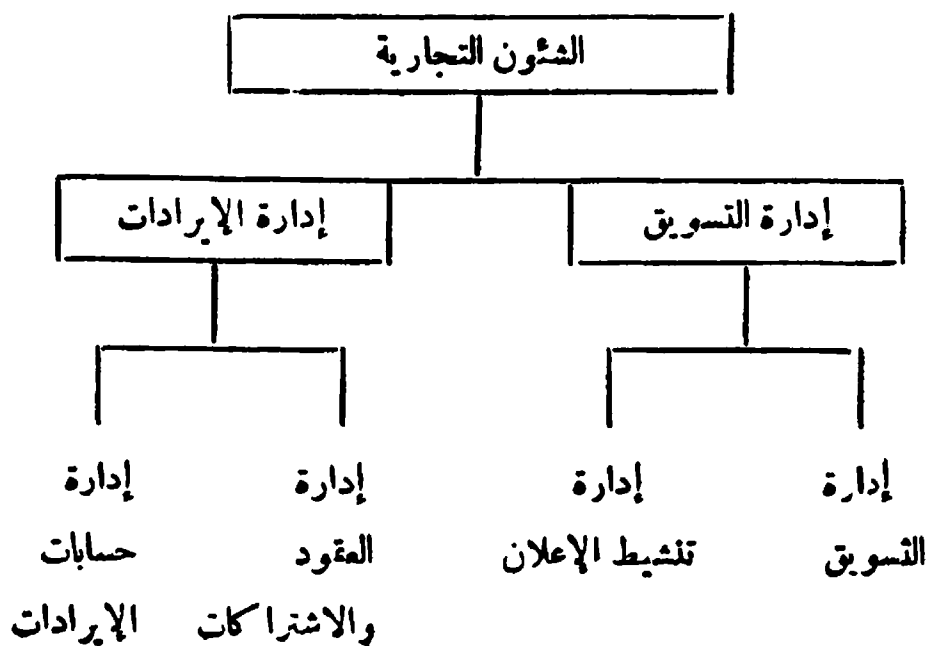 الشئون التجارية
إدارة التسويق
إدارة الإيرادات
إدارة
التسويق
إدارة
تنشيط الإعلان
إدارة
العقود
والاشتراكات
إدارة
حسابات
الإيرادات